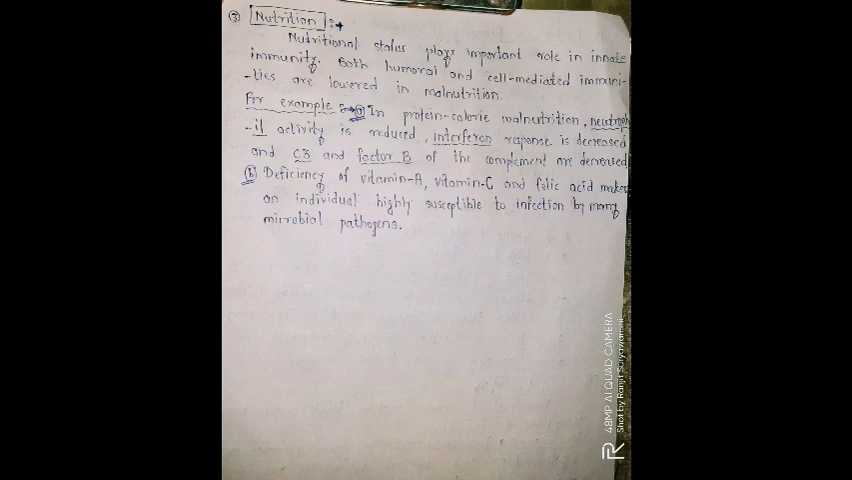 ③ Nutrition :→
Nutritional status plays important role in innate
immunity. Both humoral and cell-mediated immuni-
-ties are lowered in malnutrition.
For example :→ (a) In protein-calorie malnutrition, neutroph
-il activity is reduced, interferon response is decreased
and C3 and factor B of the complement are decreased
(b) Deficiency of vitamin-A, vitamin-C and folic acid makes
an individual highly susceptible to infection by many
microbial pathogens.
48MP AI QUAD CAMERA
Shot by Ranjit Suryawanshi